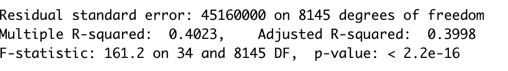 Residual standard error: 45160000 on 8145 degrees of freedom
Multiple R-squared:  0.4023,    Adjusted R-squared:  0.3998
F-statistic: 161.2 on 34 and 8145 DF,  p-value: < 2.2e-16